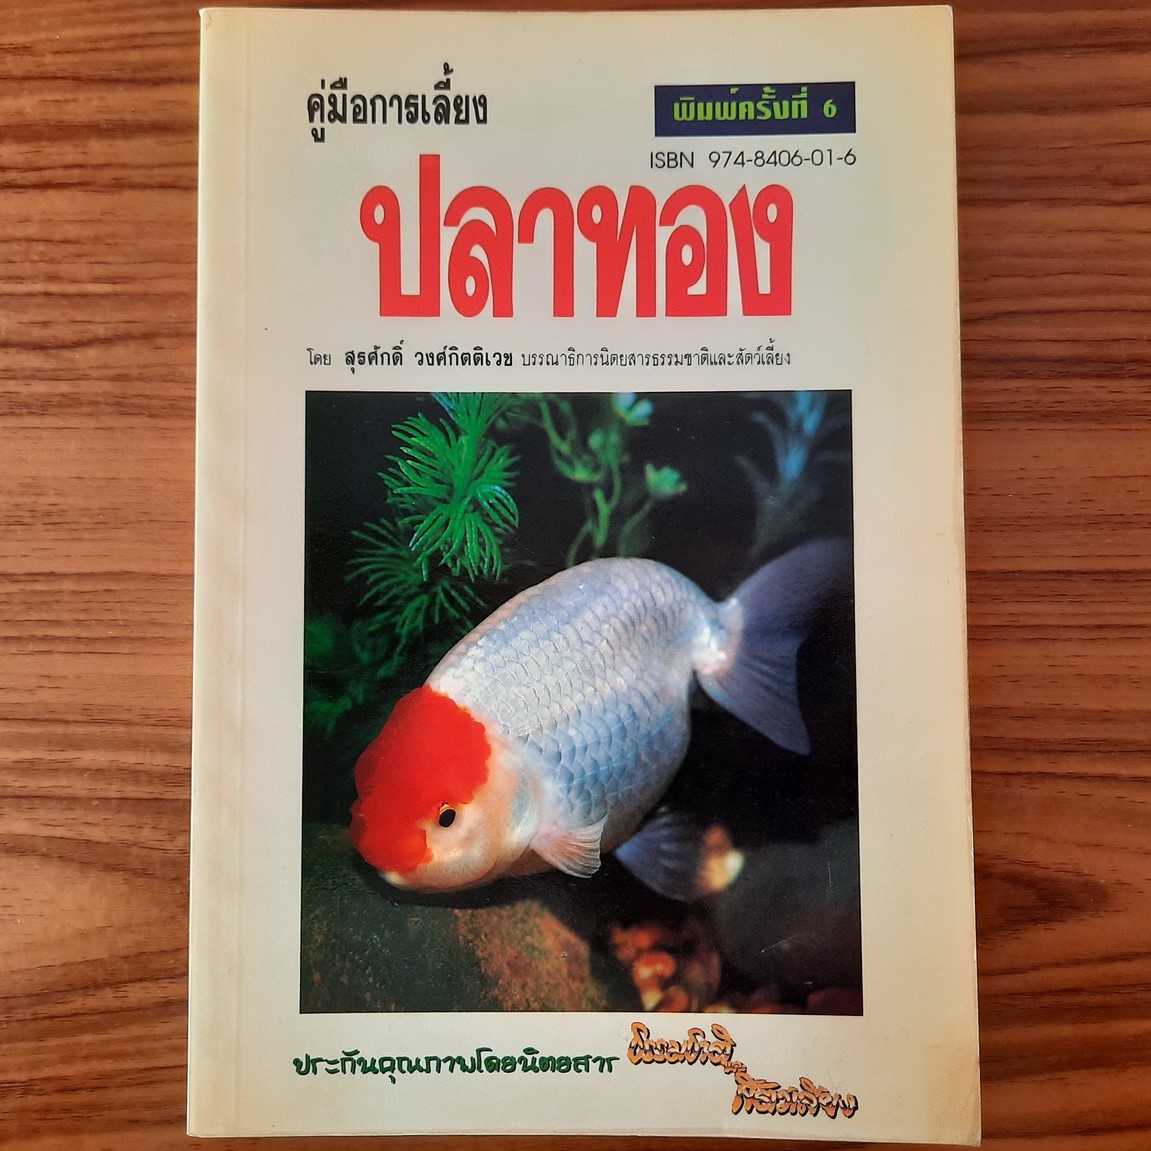 คู่มือการเลี้ยง
พิมพ์ครั้งที่ 6
ISBN 974-8406-01-6
ปลาทอง
โดย สุรศักดิ์ วงศ์กิตติเวช บรรณาธิการนิตยสารธรรมชาติและสัตว์เลี้ยง
ประกันคุณภาพโดยนิตยสาร ธรรมชาติและ
สัตว์เลี้ยง